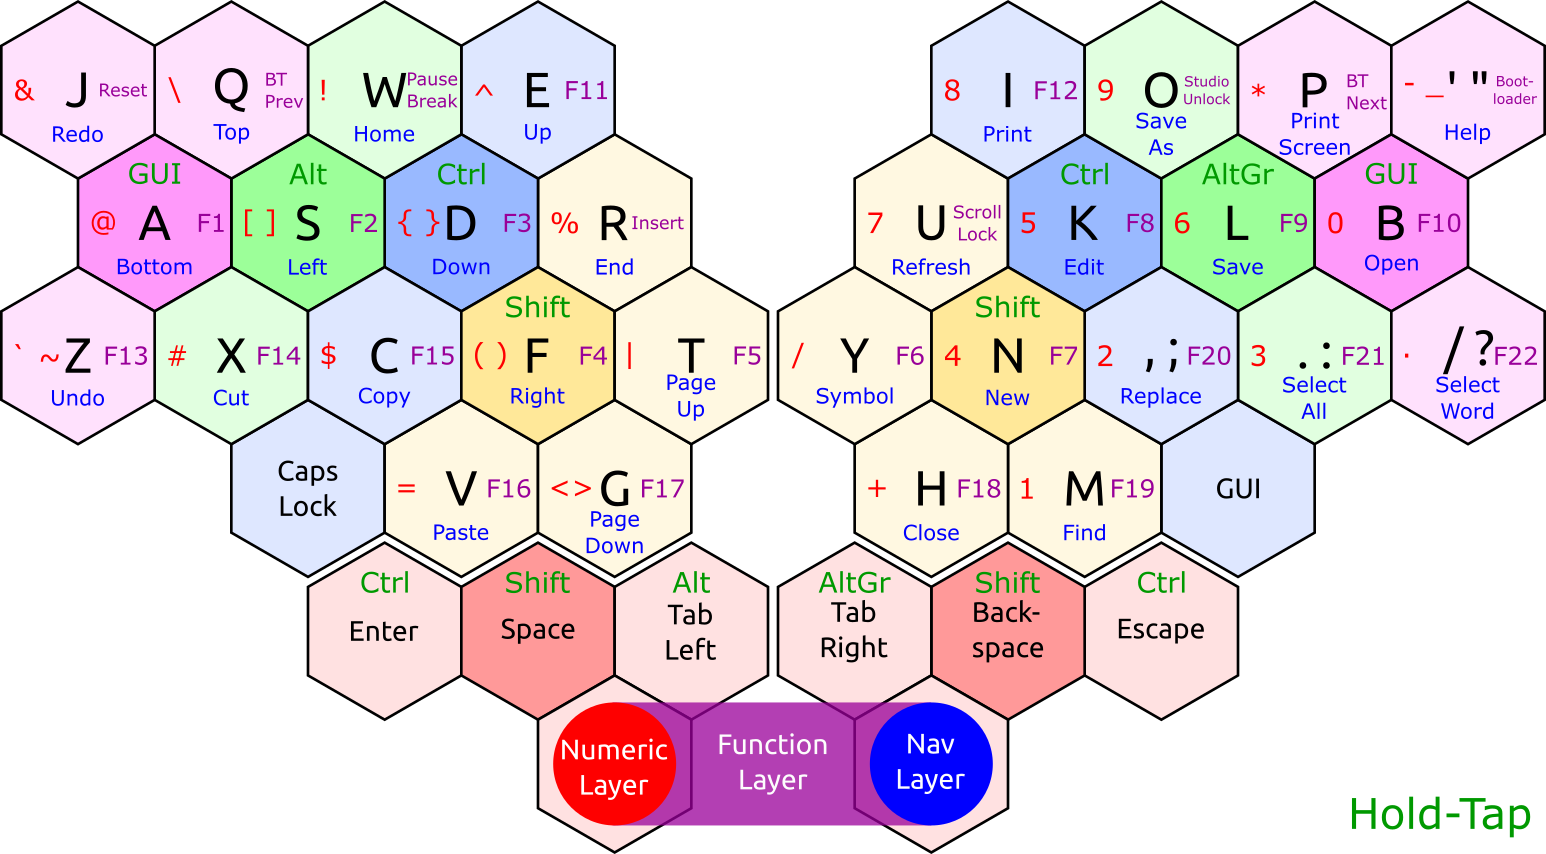 & J Reset
Redo
\ Q BT Prev
Top
! W Pause Break
Home
^ E F11
Up
8 I F12
Print
9 O Studio Unlock
Save
As
* P BT Next
Print
Screen
- _ ' " Boot-loader
Help
GUI
@ A F1
Bottom
Alt
[ ] S F2
Left
Ctrl
{ } D F3
Down
% R Insert
End
7 U Scroll Lock
Refresh
Ctrl
5 K F8
Edit
AltGr
6 L F9
Save
GUI
0 B F10
Open
` ~ Z F13
Undo
# X F14
Cut
$ C F15
Copy
Shift
( ) F F4
Right
| T F5
Page
Up
/ Y F6
Symbol
Shift
4 N F7
New
2 , ; F20
Replace
3 . : F21
Select
All
· / ? F22
Select
Word
Caps
Lock
= V F16
Paste
< > G F17
Page
Down
+ H F18
Close
1 M F19
Find
GUI
Ctrl
Enter
Shift
Space
Alt
Tab
Left
AltGr
Tab
Right
Shift
Back-
space
Ctrl
Escape
Numeric
Layer
Function
Layer
Nav
Layer
Hold-Tap